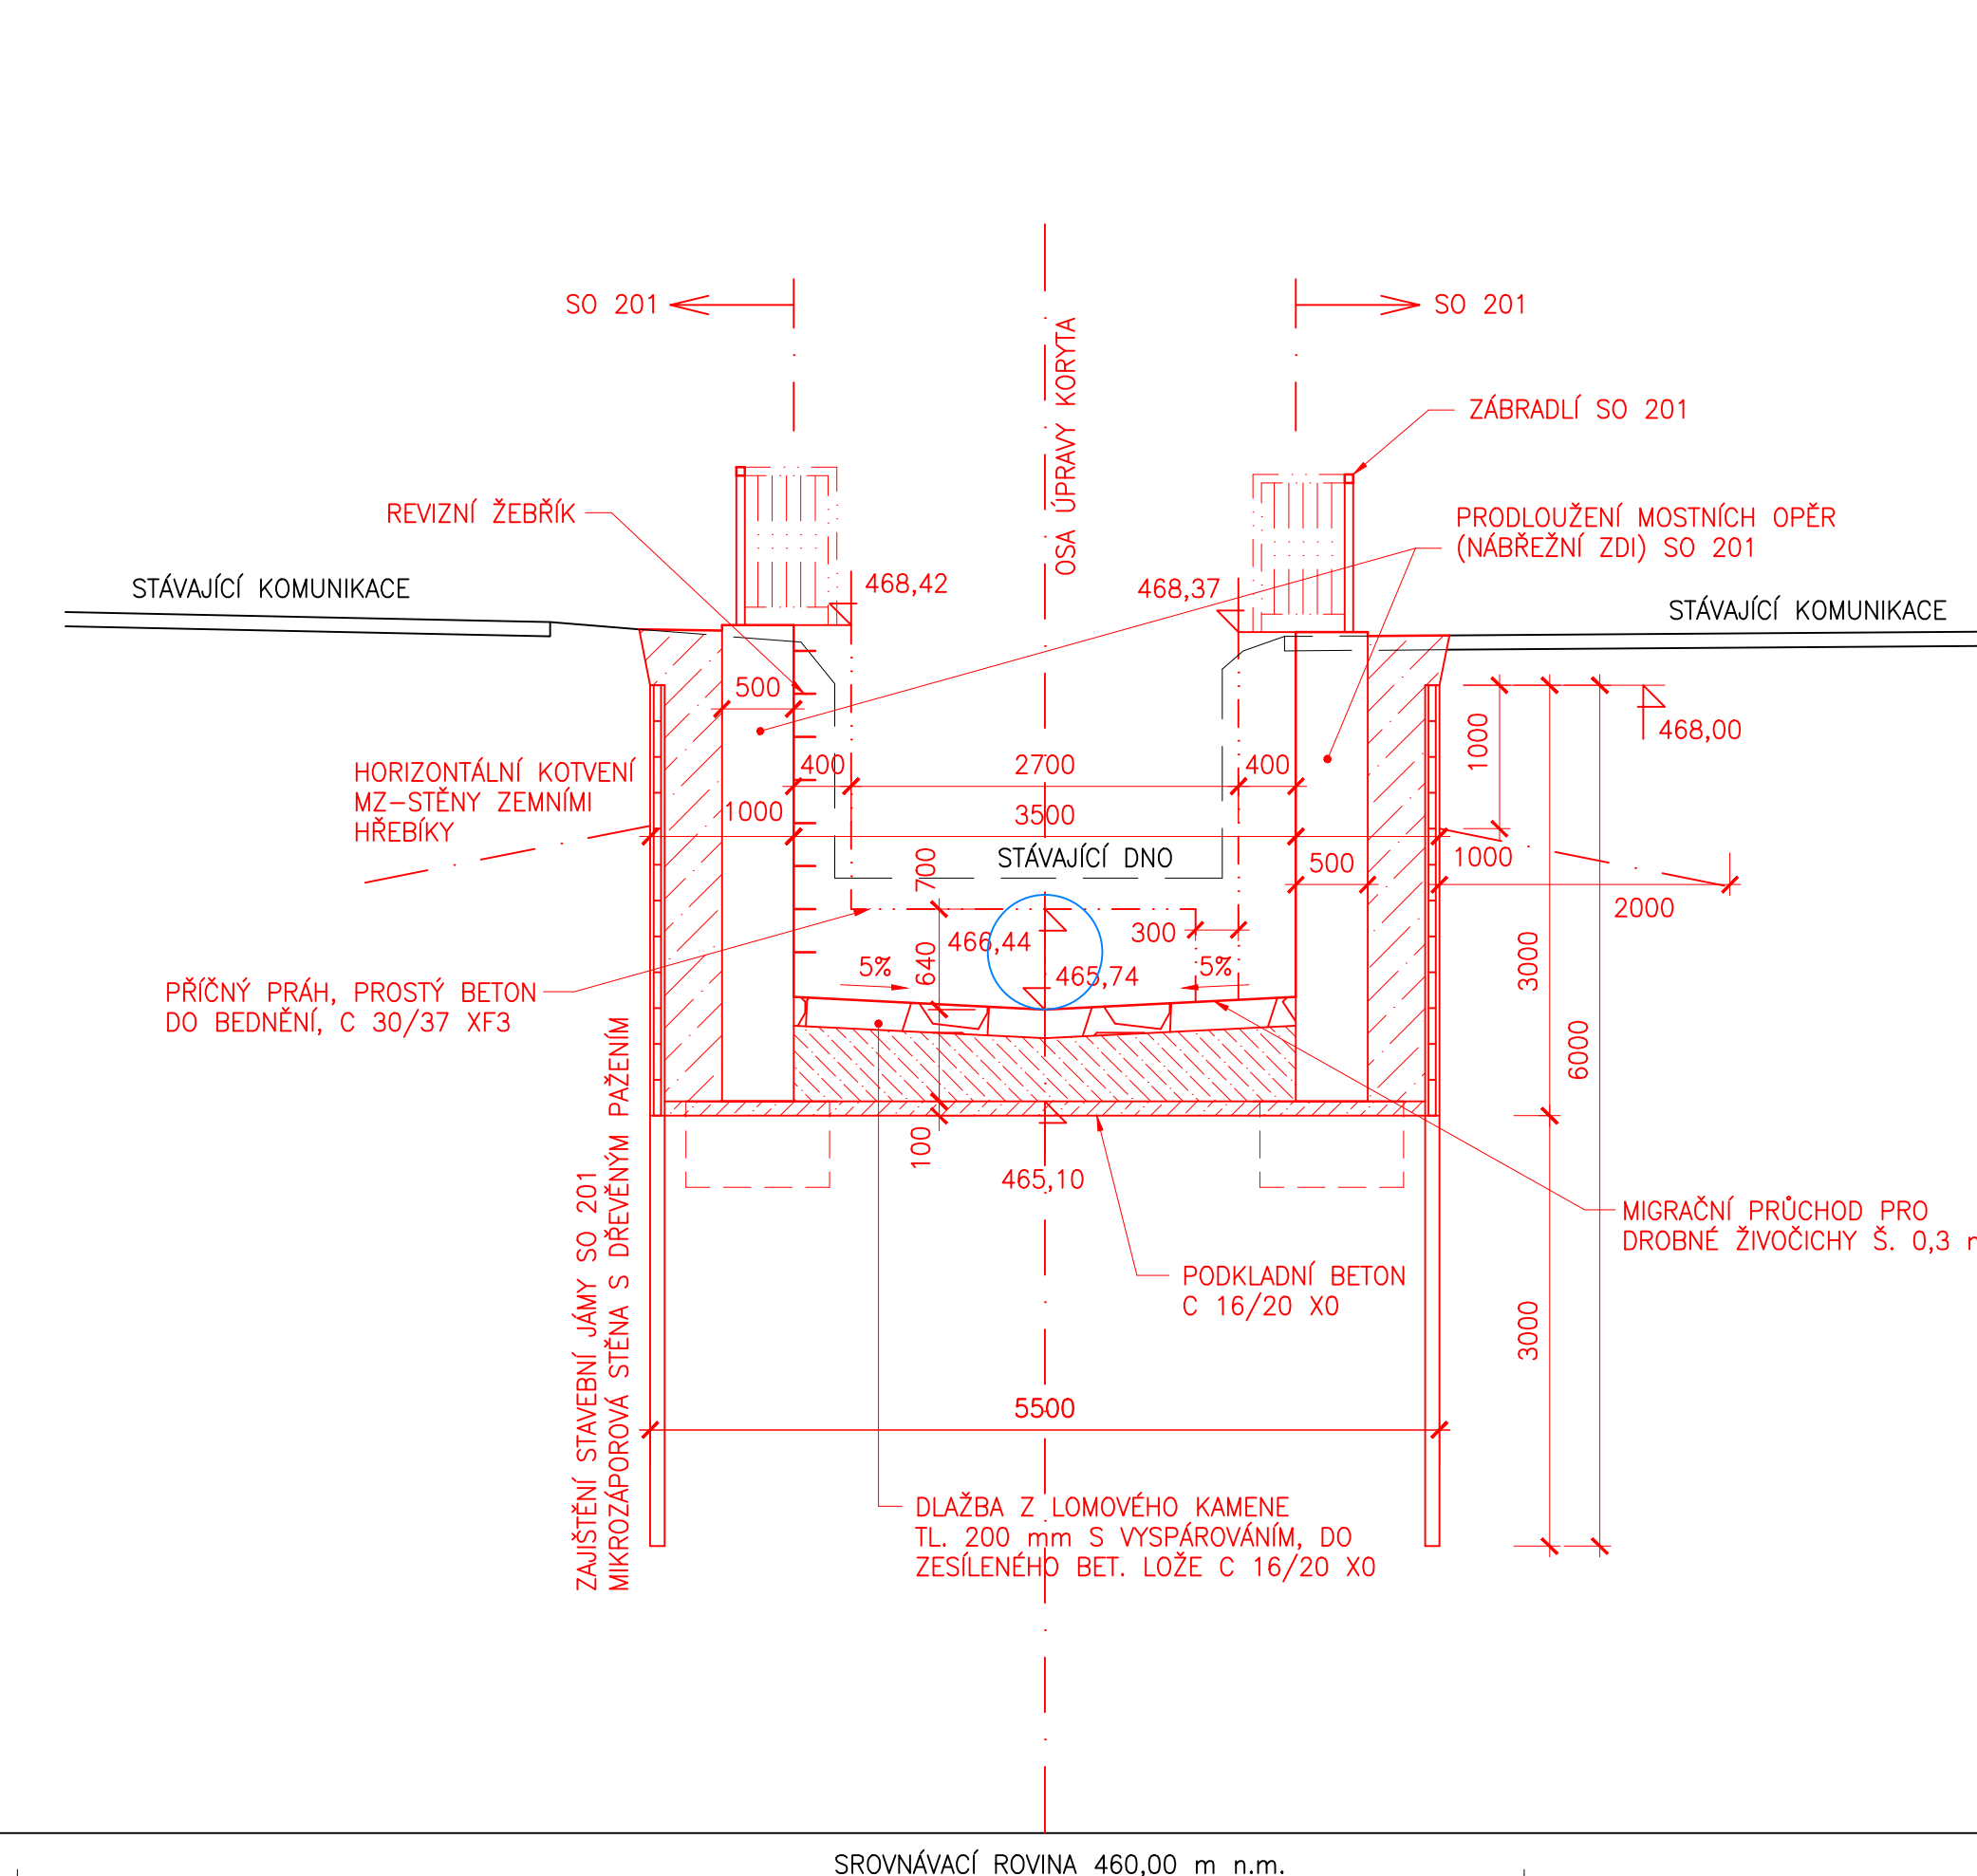 SO 201
SO 201
OSA ÚPRAVY KORYTA
ZÁBRADLÍ SO 201
REVIZNÍ ŽEBŘÍK
PRODLOUŽENÍ MOSTNÍCH OPĚR
(NÁBŘEŽNÍ ZDI) SO 201
STÁVAJÍCÍ KOMUNIKACE
468,42
468,37
STÁVAJÍCÍ KOMUNIKACE
500
468,00
1000
HORIZONTÁLNÍ KOTVENÍ
MZ-STĚNY ZEMNÍMI
HŘEBÍKY
400
2700
400
1000
3500
STÁVAJÍCÍ DNO
500
1000
2000
700
466,44
300
640
5%
465,74
5%
3000
6000
PŘÍČNÝ PRÁH, PROSTÝ BETON
DO BEDNĚNÍ, C 30/37 XF3
100
465,10
MIGRAČNÍ PRŮCHOD PRO
DROBNÉ ŽIVOČICHY Š. 0,3
PODKLADNÍ BETON
C 16/20 X0
3000
ZAJIŠTĚNÍ STAVEBNÍ JÁMY SO 201
MIKROZÁPOROVÁ STĚNA S DŘEVĚNÝM PAŽENÍM
5500
DLAŽBA Z LOMOVÉHO KAMENE
TL. 200 mm S VYSPÁROVÁNÍM, DO
ZESÍLENÉHO BET. LOŽE C 16/20 X0
SROVNÁVACÍ ROVINA 460,00 m n.m.